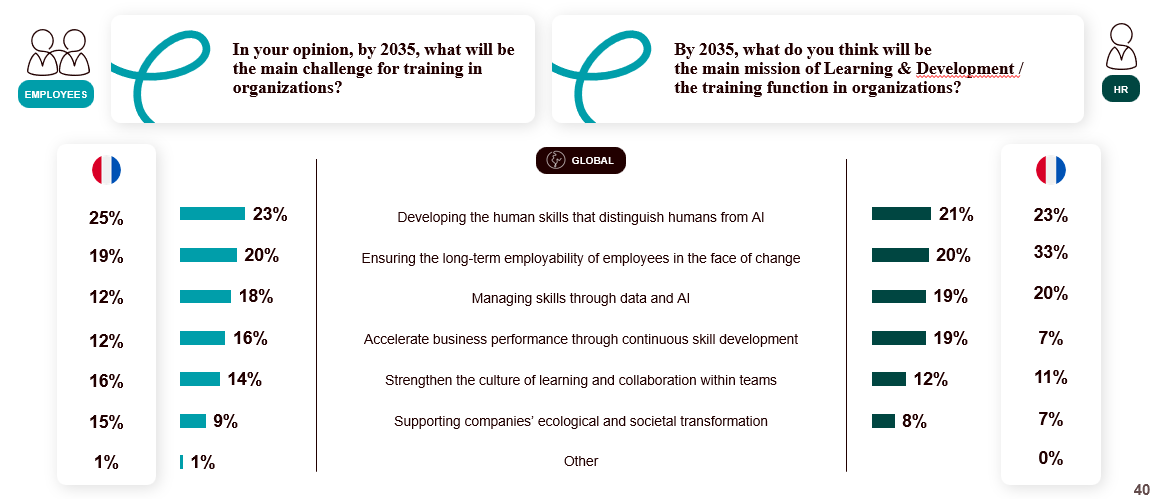 EMPLOYEES
In your opinion, by 2035, what will be
the main challenge for training in
organizations?
By 2035, what do you think will be
the main mission of Learning & Development /
the training function in organizations?
HR
GLOBAL
25% 23% Developing the human skills that distinguish humans from AI 21% 23%
19% 20% Ensuring the long-term employability of employees in the face of change 20% 33%
12% 18% Managing skills through data and AI 19% 20%
12% 16% Accelerate business performance through continuous skill development 19% 7%
16% 14% Strengthen the culture of learning and collaboration within teams 12% 11%
15% 9% Supporting companies’ ecological and societal transformation 8% 7%
1% 1% Other 0%
40